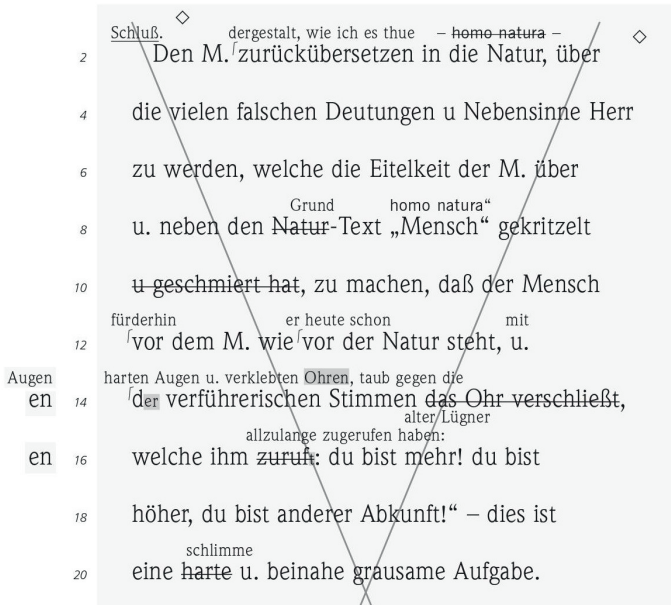 Schluß. dergestalt, wie ich es thue – homo natura –
2 Den M.⌈zurückübersetzen in die Natur, über
4 die vielen falschen Deutungen u Nebensinne Herr
6 zu werden, welche die Eitelkeit der M. über
Grund homo natura“
8 u. neben den Natur-Text „Mensch“ gekritzelt
10 u geschmiert hat, zu machen, daß der Mensch
fürderhin er heute schon mit
12 ⌈vor dem M. wie⌈vor der Natur steht, u.
Augen harten Augen u. verklebten Ohren, taub gegen die
en 14 ⌈der verführerischen Stimmen das Ohr verschließt,
alter Lügner
allzulange zugerufen haben:
en 16 welche ihm zuruft: du bist mehr! du bist
18 höher, du bist anderer Abkunft!“ – dies ist
schlimme
20 eine harte u. beinahe grausame Aufgabe.